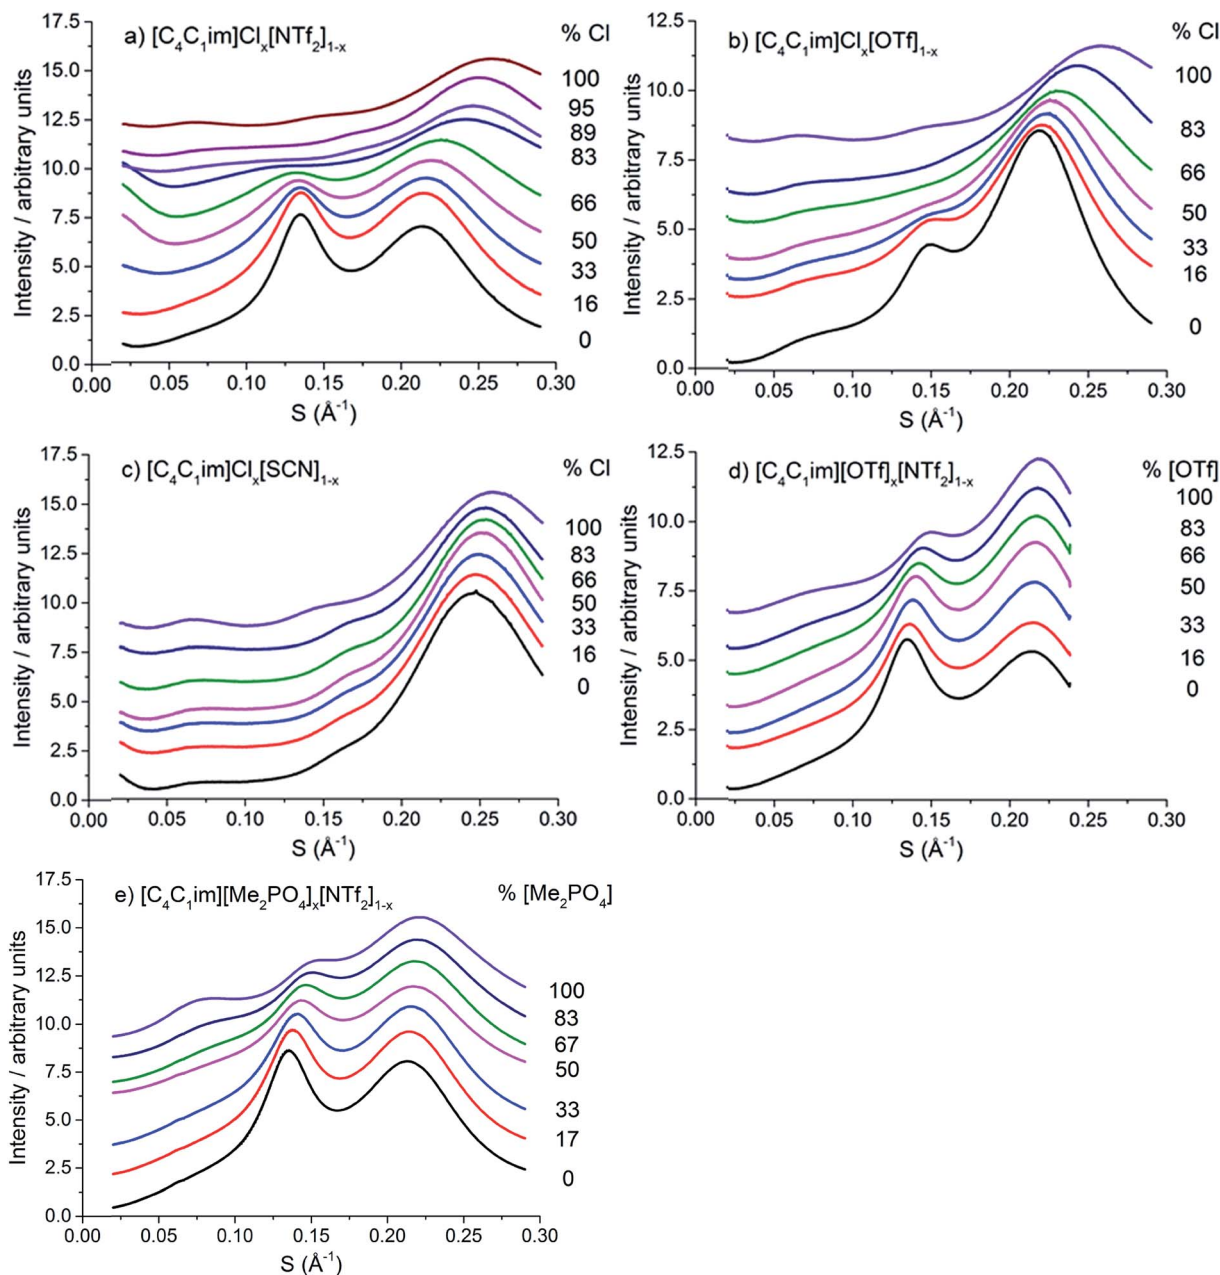 a) [C₄C₁im]Clₓ[NTf₂]₁₋ₓ
% Cl
100
95
89
83
66
50
33
16
0
17.5
15.0
12.5
10.0
7.5
5.0
2.5
0.0
Intensity / arbitrary units
0.00 0.05 0.10 0.15 0.20 0.25 0.30
S (Å⁻¹)
b) [C₄C₁im]Clₓ[OTf]₁₋ₓ
% Cl
100
83
66
50
33
16
0
12.5
10.0
7.5
5.0
2.5
0.0
Intensity / arbitrary units
0.00 0.05 0.10 0.15 0.20 0.25 0.30
S (Å⁻¹)
c) [C₄C₁im]Clₓ[SCN]₁₋ₓ
% Cl
100
83
66
50
33
16
0
17.5
15.0
12.5
10.0
7.5
5.0
2.5
0.0
Intensity / arbitrary units
0.00 0.05 0.10 0.15 0.20 0.25 0.30
S (Å⁻¹)
d) [C₄C₁im][OTf]ₓ[NTf₂]₁₋ₓ
% [OTf]
100
83
66
50
33
16
0
12.5
10.0
7.5
5.0
2.5
0.0
Intensity / arbitrary units
0.00 0.05 0.10 0.15 0.20 0.25 0.30
S (Å⁻¹)
e) [C₄C₁im][Me₂PO₄]ₓ[NTf₂]₁₋ₓ
% [Me₂PO₄]
100
83
67
50
33
17
0
17.5
15.0
12.5
10.0
7.5
5.0
2.5
0.0
Intensity / arbitrary units
0.00 0.05 0.10 0.15 0.20 0.25 0.30
S (Å⁻¹)